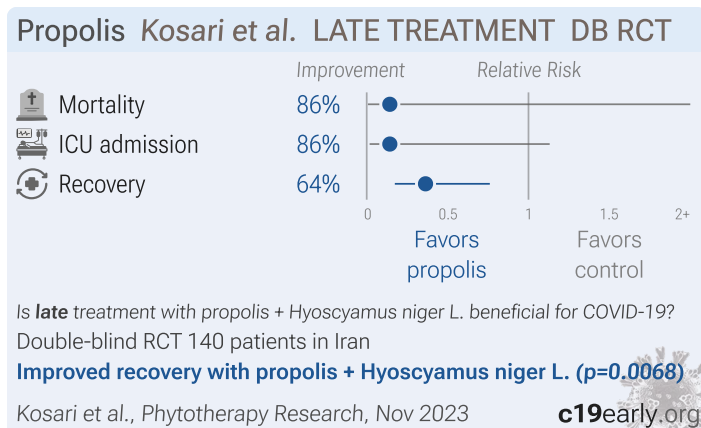 Propolis Kosari et al. LATE TREATMENT DB RCT
Improvement Relative Risk
Mortality 86%
ICU admission 86%
Recovery 64%
0 0.5 1 1.5 2+
Favors propolis Favors control
Is late treatment with propolis + Hyoscyamus niger L. beneficial for COVID-19?
Double-blind RCT 140 patients in Iran
Improved recovery with propolis + Hyoscyamus niger L. (p=0.0068)
Kosari et al., Phytotherapy Research, Nov 2023 c19early.org